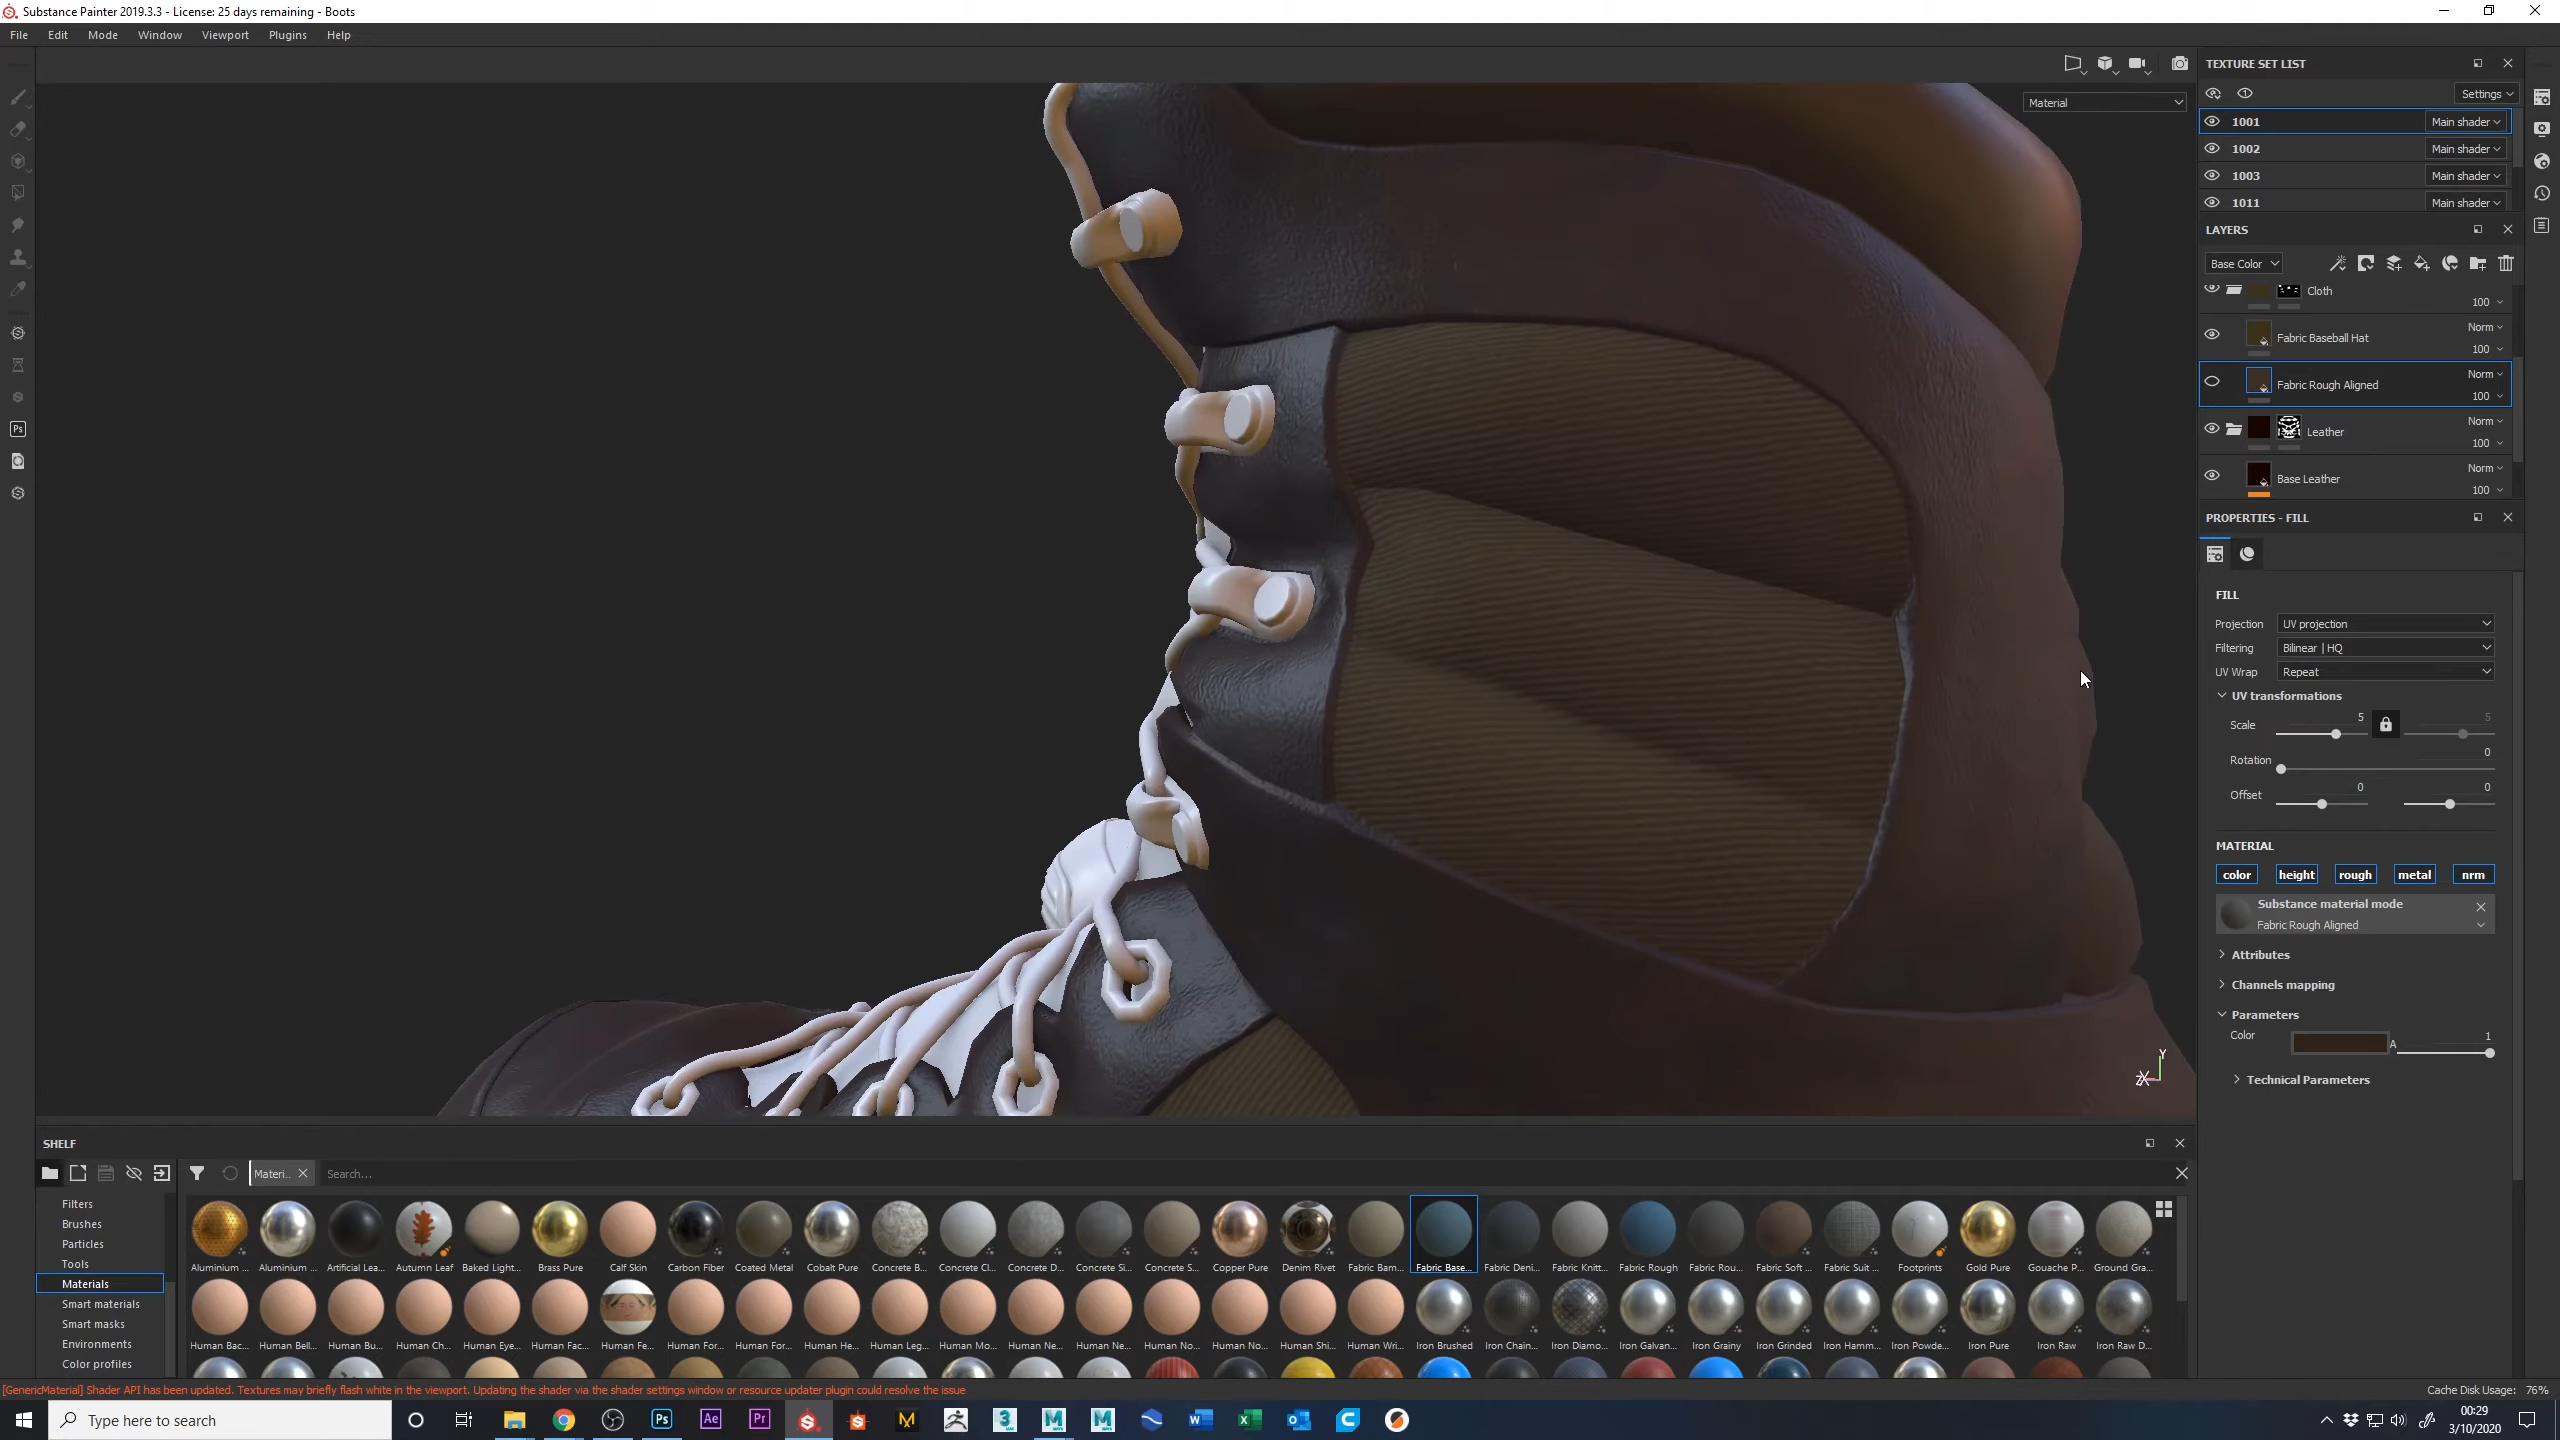 Substance Painter 2019.3.3 - License: 25 days remaining - Boots
File Edit Mode Window Viewport Plugins Help
Material
TEXTURE SET LIST
Settings
1001 Main shader
1002 Main shader
1003 Main shader
1011 Main shader
LAYERS
Base Color
Cloth
100
Fabric Baseball Hat Norm
100
Fabric Rough Aligned Norm
100
Leather Norm
100
Base Leather Norm
100
PROPERTIES - FILL
FILL
Projection UV projection
Filtering Bilinear | HQ
UV Wrap Repeat
UV transformations
Scale 5 5
Rotation 0
Offset 0 0
MATERIAL
color height rough metal nrm
Substance material mode
Fabric Rough Aligned
Attributes
Channels mapping
Parameters
Color A 1
Technical Parameters
Y
X
Z
SHELF
Materi... Search...
Filters
Brushes
Particles
Tools
Materials
Smart materials
Smart masks
Environments
Color profiles
Aluminium ... Aluminium ... Artificial Lea... Autumn Leaf Baked Light... Brass Pure Calf Skin Carbon Fiber Coated Metal Cobalt Pure Concrete B... Concrete Cl... Concrete D... Concrete Si... Concrete S... Copper Pure Denim Rivet Fabric Bam... Fabric Base... Fabric Deni... Fabric Knitt... Fabric Rough Fabric Rou... Fabric Soft ... Fabric Suit ... Footprints Gold Pure Gouache P... Ground Gra...
Human Bac... Human Bell... Human Bu... Human Ch... Human Eye... Human Fac... Human Fe... Human For... Human For... Human He... Human Leg... Human Mo... Human Ne... Human Ne... Human No... Human No... Human Shi... Human Wri... Iron Brushed Iron Chain... Iron Diamo... Iron Galvan... Iron Grainy Iron Grinded Iron Hamm... Iron Powde... Iron Pure Iron Raw Iron Raw D...
[GenericMaterial] Shader API has been updated. Textures may briefly flash white in the viewport. Updating the shader via the shader settings window or resource updater plugin could resolve the issue
Cache Disk Usage: 76%
Type here to search
Ps Ae Pr
00:29
3/10/2020